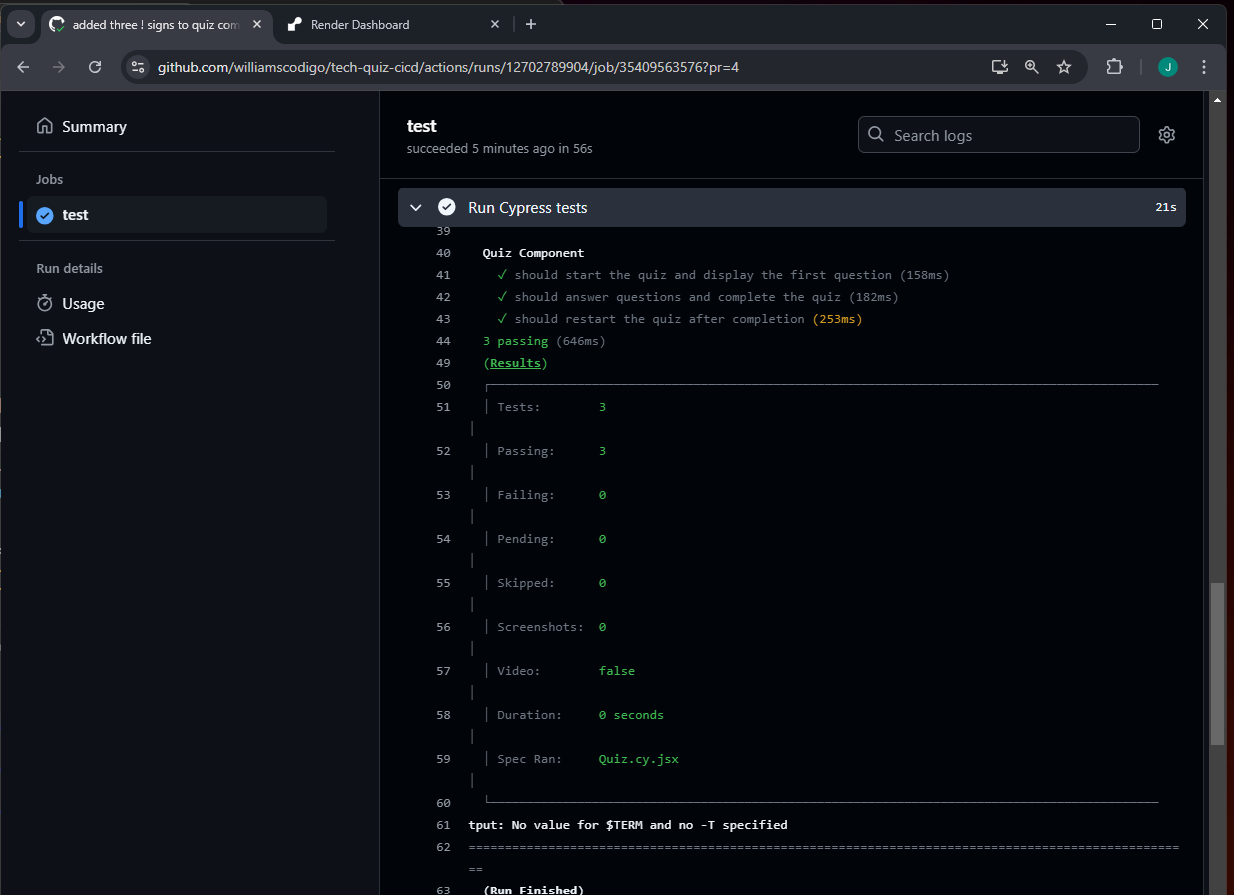 added three ! signs to quiz com
Render Dashboard
github.com/williamscodigo/tech-quiz-cicd/actions/runs/12702789904/job/35409563576?pr=4
J
Summary
Jobs
test
Run details
Usage
Workflow file
test
succeeded 5 minutes ago in 56s
Search logs
Run Cypress tests
21s
39
40 Quiz Component
41 ✓ should start the quiz and display the first question (158ms)
42 ✓ should answer questions and complete the quiz (182ms)
43 ✓ should restart the quiz after completion (253ms)
44 3 passing (646ms)
49 (Results)
50
51 │ Tests: 3
│
52 │ Passing: 3
│
53 │ Failing: 0
│
54 │ Pending: 0
│
55 │ Skipped: 0
│
56 │ Screenshots: 0
│
57 │ Video: false
│
58 │ Duration: 0 seconds
│
59 │ Spec Ran: Quiz.cy.jsx
│
60
61 tput: No value for $TERM and no -T specified
62 ====================================================================================================
==
63 (Run Finished)